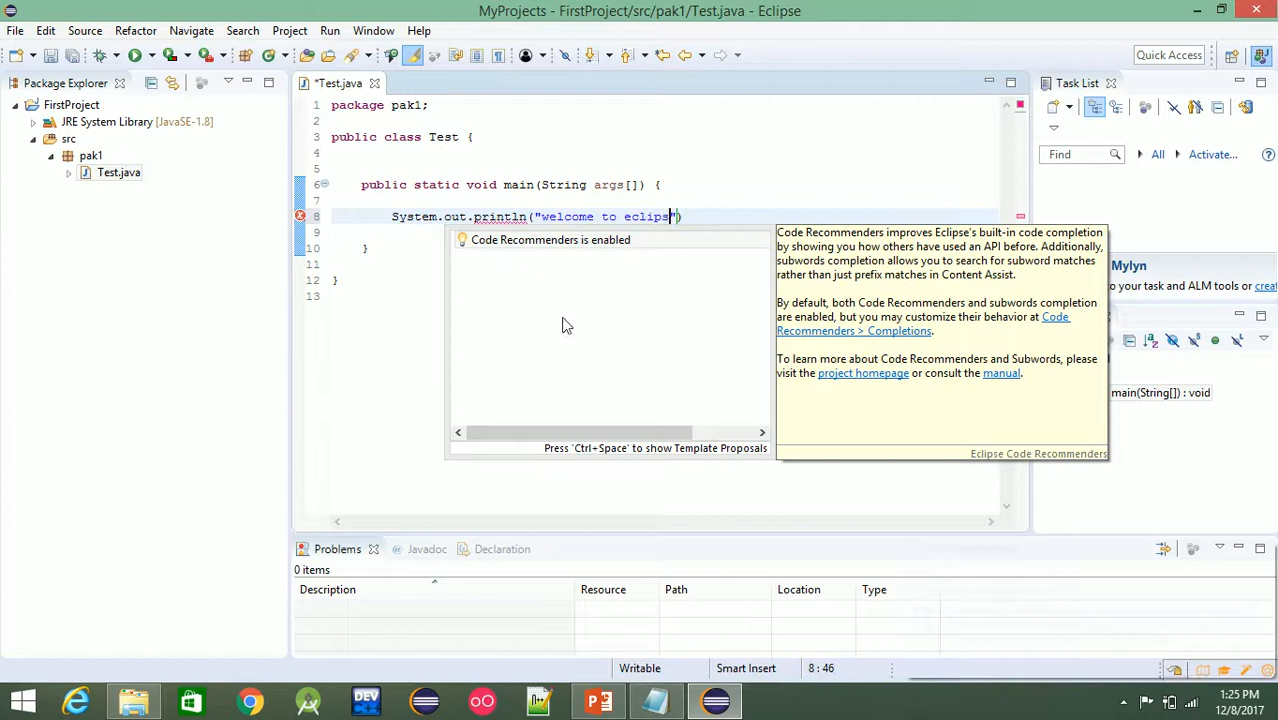 MyProjects - FirstProject/src/pak1/Test.java - Eclipse
File Edit Source Refactor Navigate Search Project Run Window Help
Quick Access
Package Explorer
FirstProject
JRE System Library [JavaSE-1.8]
src
pak1
Test.java
*Test.java
1 package pak1;
2
3 public class Test {
4
5
6 public static void main(String args[]) {
7
8 System.out.println("welcome to eclips")
9
10 }
11
12 }
13
Code Recommenders is enabled
Press 'Ctrl+Space' to show Template Proposals
Code Recommenders improves Eclipse's built-in code completion
by showing you how others have used an API before. Additionally,
subwords completion allows you to search for subword matches
rather than just prefix matches in Content Assist.
By default, both Code Recommenders and subwords completion
are enabled, but you may customize their behavior at Code
Recommenders > Completions.
To learn more about Code Recommenders and Subwords, please
visit the project homepage or consult the manual.
Eclipse Code Recommenders
Task List
Find All Activate...
Mylyn
to your task and ALM tools or
main(String[]) : void
Problems @ Javadoc Declaration
0 items
Description Resource Path Location Type
Writable Smart Insert 8 : 46
DEV
1:25 PM
12/8/2017